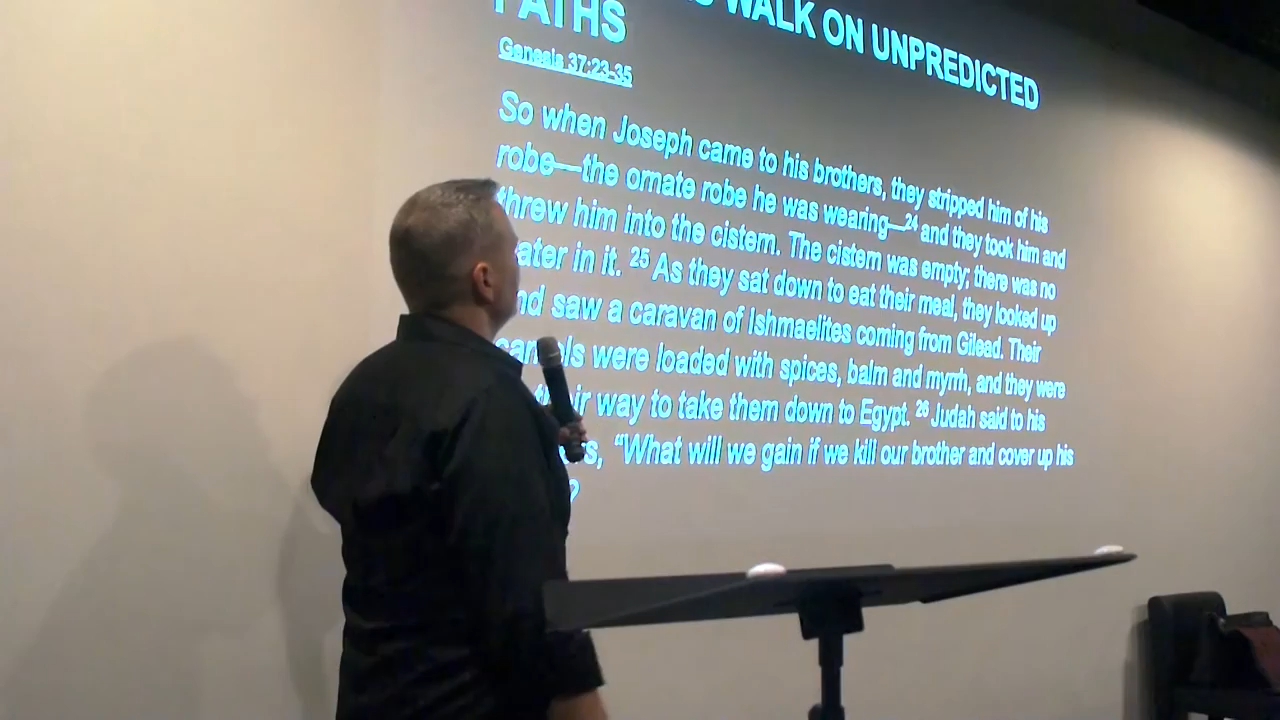 WALK ON UNPREDICTED
PATHS
Genesis 37:23-35
So when Joseph came to his brothers, they stripped him of his
robe—the ornate robe he was wearing—24 and they took him and
threw him into the cistern. The cistern was empty; there was no
ater in it. 25 As they sat down to eat their meal, they looked up
nd saw a caravan of Ishmaelites coming from Gilead. Their
camels were loaded with spices, balm and myrrh, and they were
their way to take them down to Egypt. 26 Judah said to his
rs, “What will we gain if we kill our brother and cover up his
?